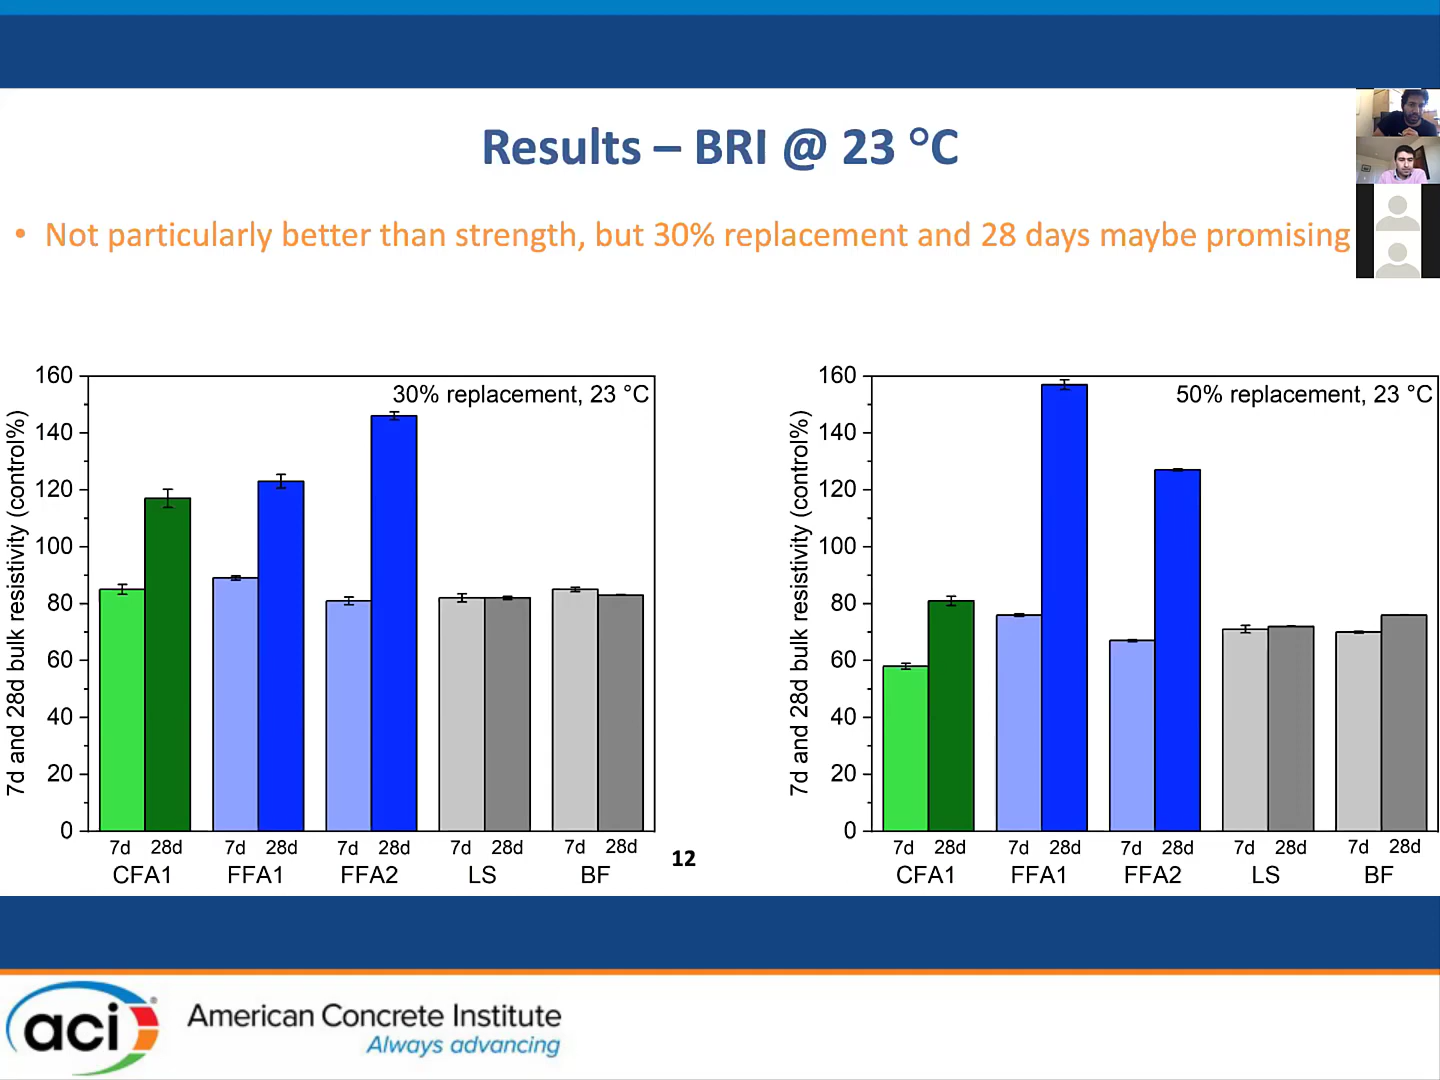 Results – BRI @ 23 °C
• Not particularly better than strength, but 30% replacement and 28 days maybe promising
7d and 28d bulk resistivity (control%)
160
140
120
100
80
60
40
20
0
30% replacement, 23 °C
7d 28d 7d 28d 7d 28d 7d 28d 7d 28d
CFA1 FFA1 FFA2 LS BF
12
7d and 28d bulk resistivity (control%)
160
140
120
100
80
60
40
20
0
50% replacement, 23 °C
7d 28d 7d 28d 7d 28d 7d 28d 7d 28d
CFA1 FFA1 FFA2 LS BF
aci
American Concrete Institute
Always advancing